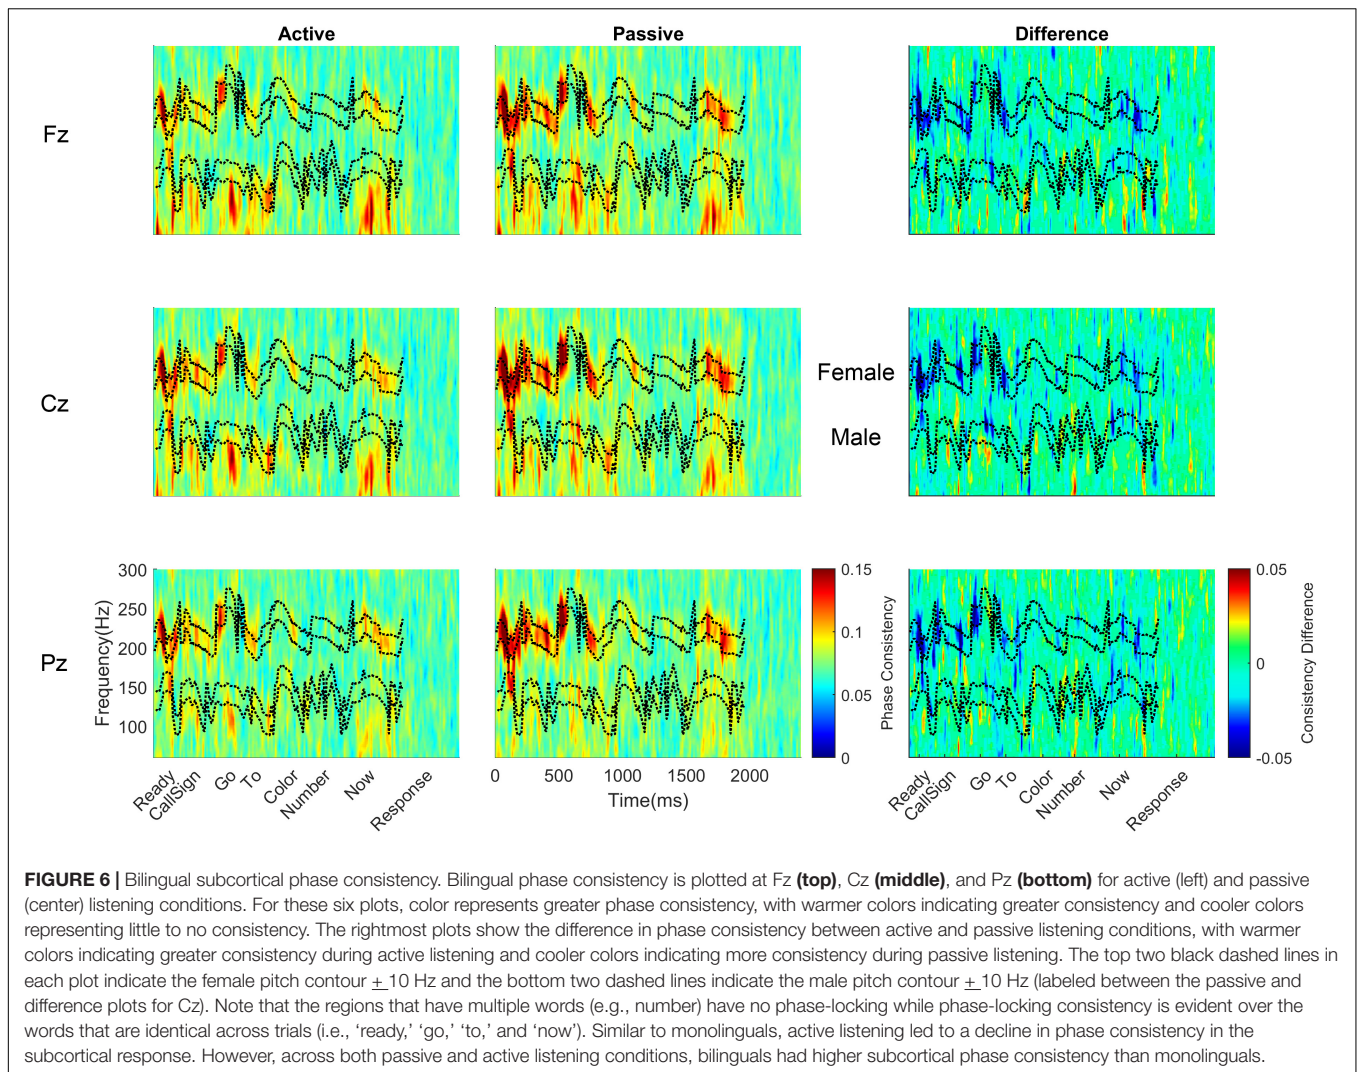 Active Passive Difference
Fz
Cz
Female
Male
Pz
Frequency(Hz)
300
250
200
150
100
Ready CallSign Go To Color Number Now Response
0 500 1000 1500 2000
Time(ms)
0.15
0.1
0.05
0
Phase Consistency
Ready CallSign Go To Color Number Now Response
0.05
0
-0.05
Consistency Difference
FIGURE 6 | Bilingual subcortical phase consistency. Bilingual phase consistency is plotted at Fz (top), Cz (middle), and Pz (bottom) for active (left) and passive
(center) listening conditions. For these six plots, color represents greater phase consistency, with warmer colors indicating greater consistency and cooler colors
representing little to no consistency. The rightmost plots show the difference in phase consistency between active and passive listening conditions, with warmer
colors indicating greater consistency during active listening and cooler colors indicating more consistency during passive listening. The top two black dashed lines in
each plot indicate the female pitch contour + 10 Hz and the bottom two dashed lines indicate the male pitch contour + 10 Hz (labeled between the passive and
difference plots for Cz). Note that the regions that have multiple words (e.g., number) have no phase-locking while phase-locking consistency is evident over the
words that are identical across trials (i.e., ‘ready,’ ‘go,’ ‘to,’ and ‘now’). Similar to monolinguals, active listening led to a decline in phase consistency in the
subcortical response. However, across both passive and active listening conditions, bilinguals had higher subcortical phase consistency than monolinguals.